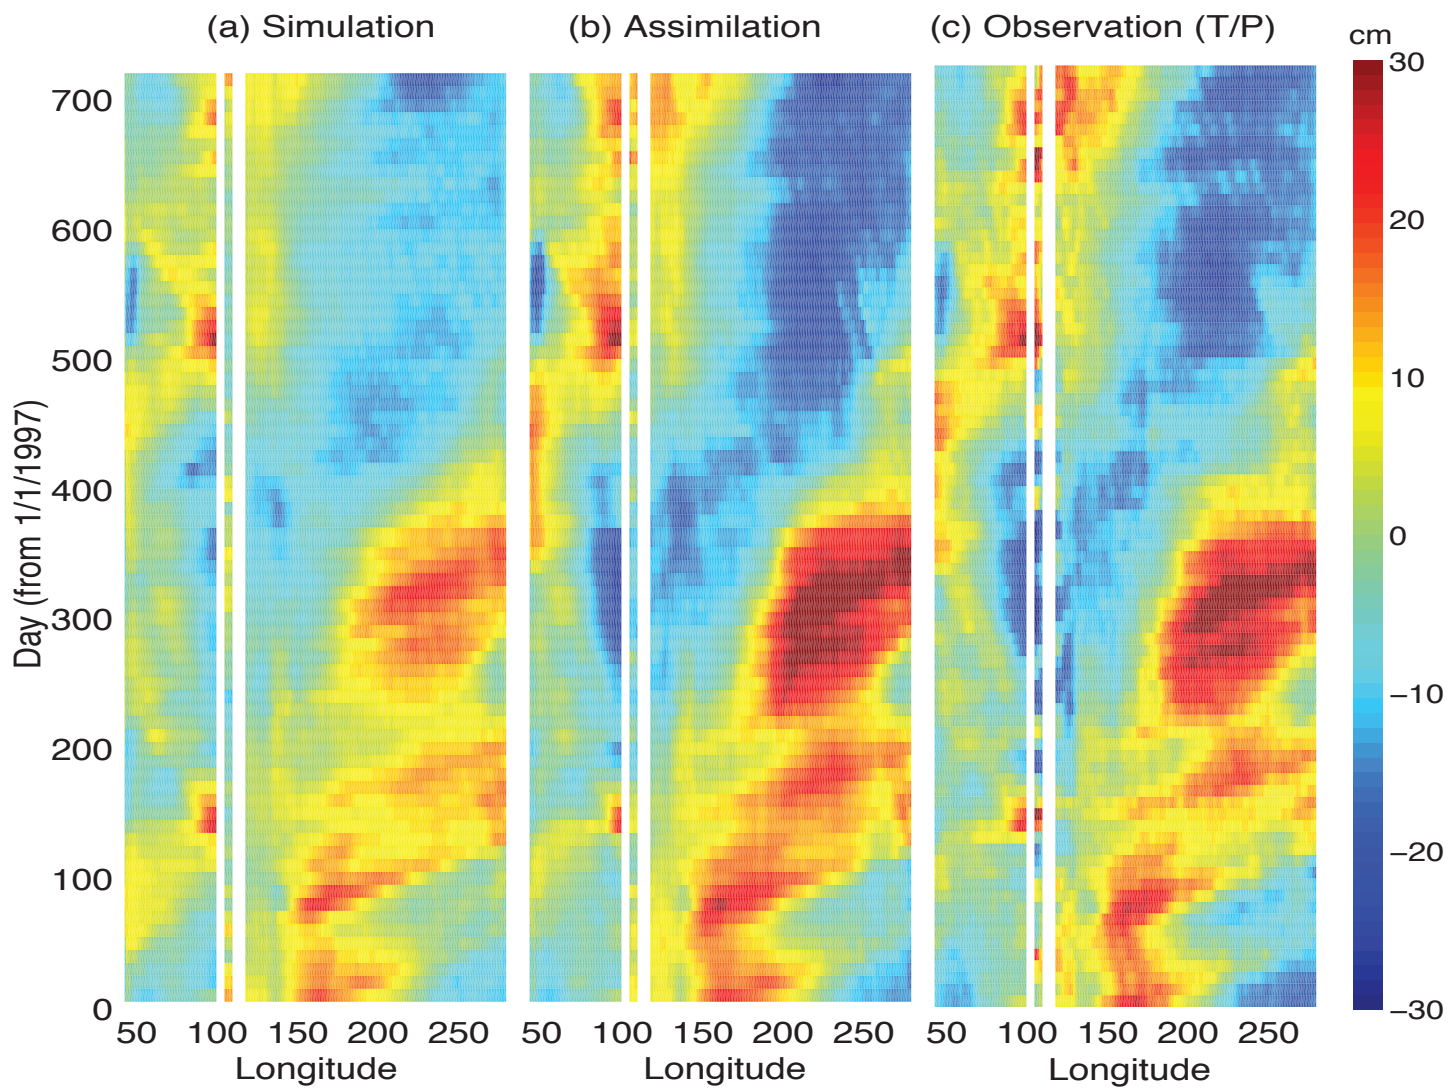 (a) Simulation
(b) Assimilation
(c) Observation (T/P)
cm
Day (from 1/1/1997)
700
600
500
400
300
200
100
0
50 100 150 200 250
Longitude
50 100 150 200 250
Longitude
50 100 150 200 250
Longitude
30
20
10
0
−10
−20
−30